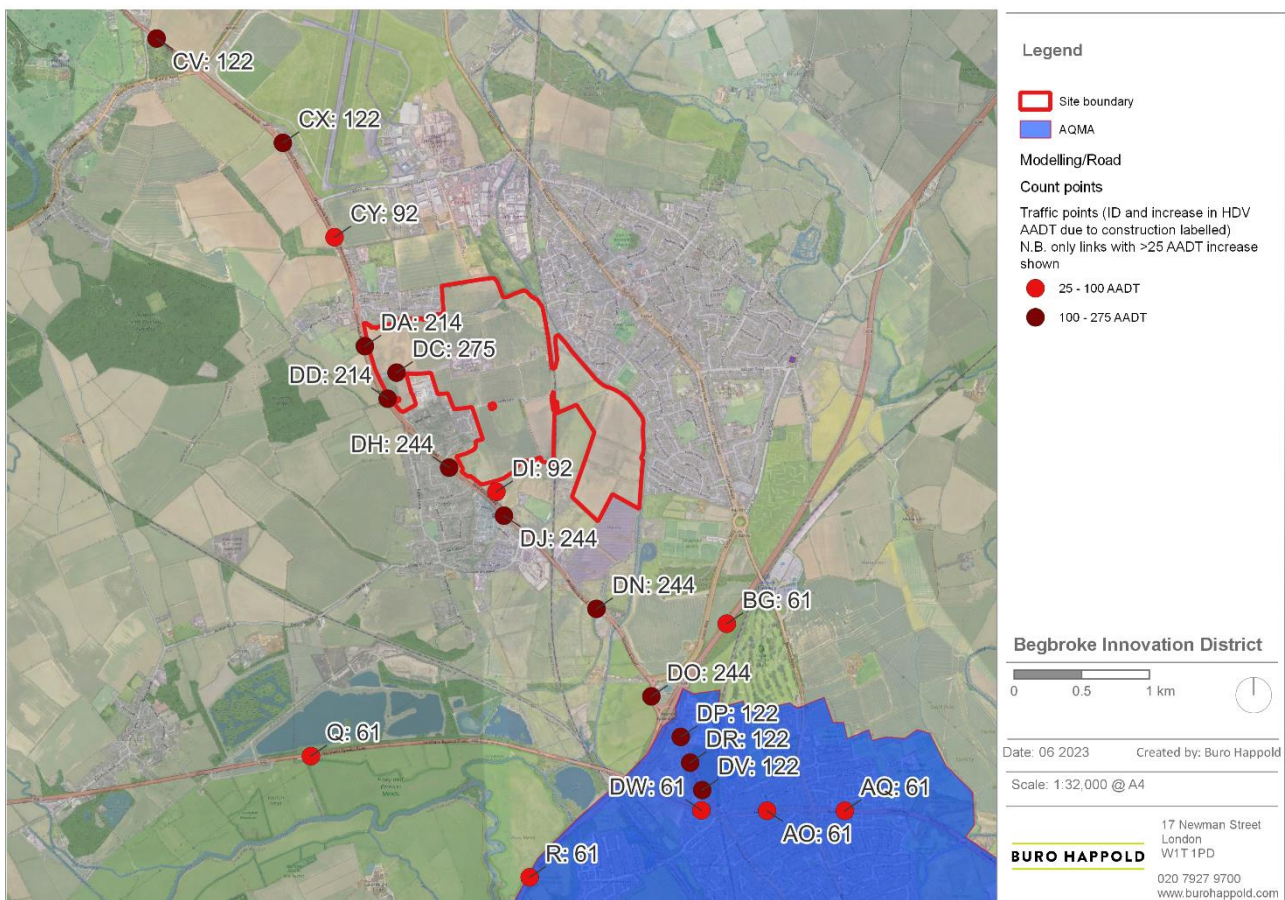 CV: 122
CX: 122
CY: 92
DA: 214
DC: 275
DD: 214
DH: 244
DI: 92
DJ: 244
DN: 244
BG: 61
DO: 244
DP: 122
DR: 122
DV: 122
DW: 61
AQ: 61
AO: 61
Q: 61
R: 61
Legend
Site boundary
AQMA
Modelling/Road
Count points
Traffic points (ID and increase in HDV
AADT due to construction labelled)
N.B. only links with >25 AADT increase
shown
25 - 100 AADT
100 - 275 AADT
Begbroke Innovation District
0 0.5 1 km
Date: 06 2023 Created by: Buro Happold
Scale: 1:32,000 @ A4
BURO HAPPOLD
17 Newman Street
London
W1T 1PD
020 7927 9700
www.burohappold.com